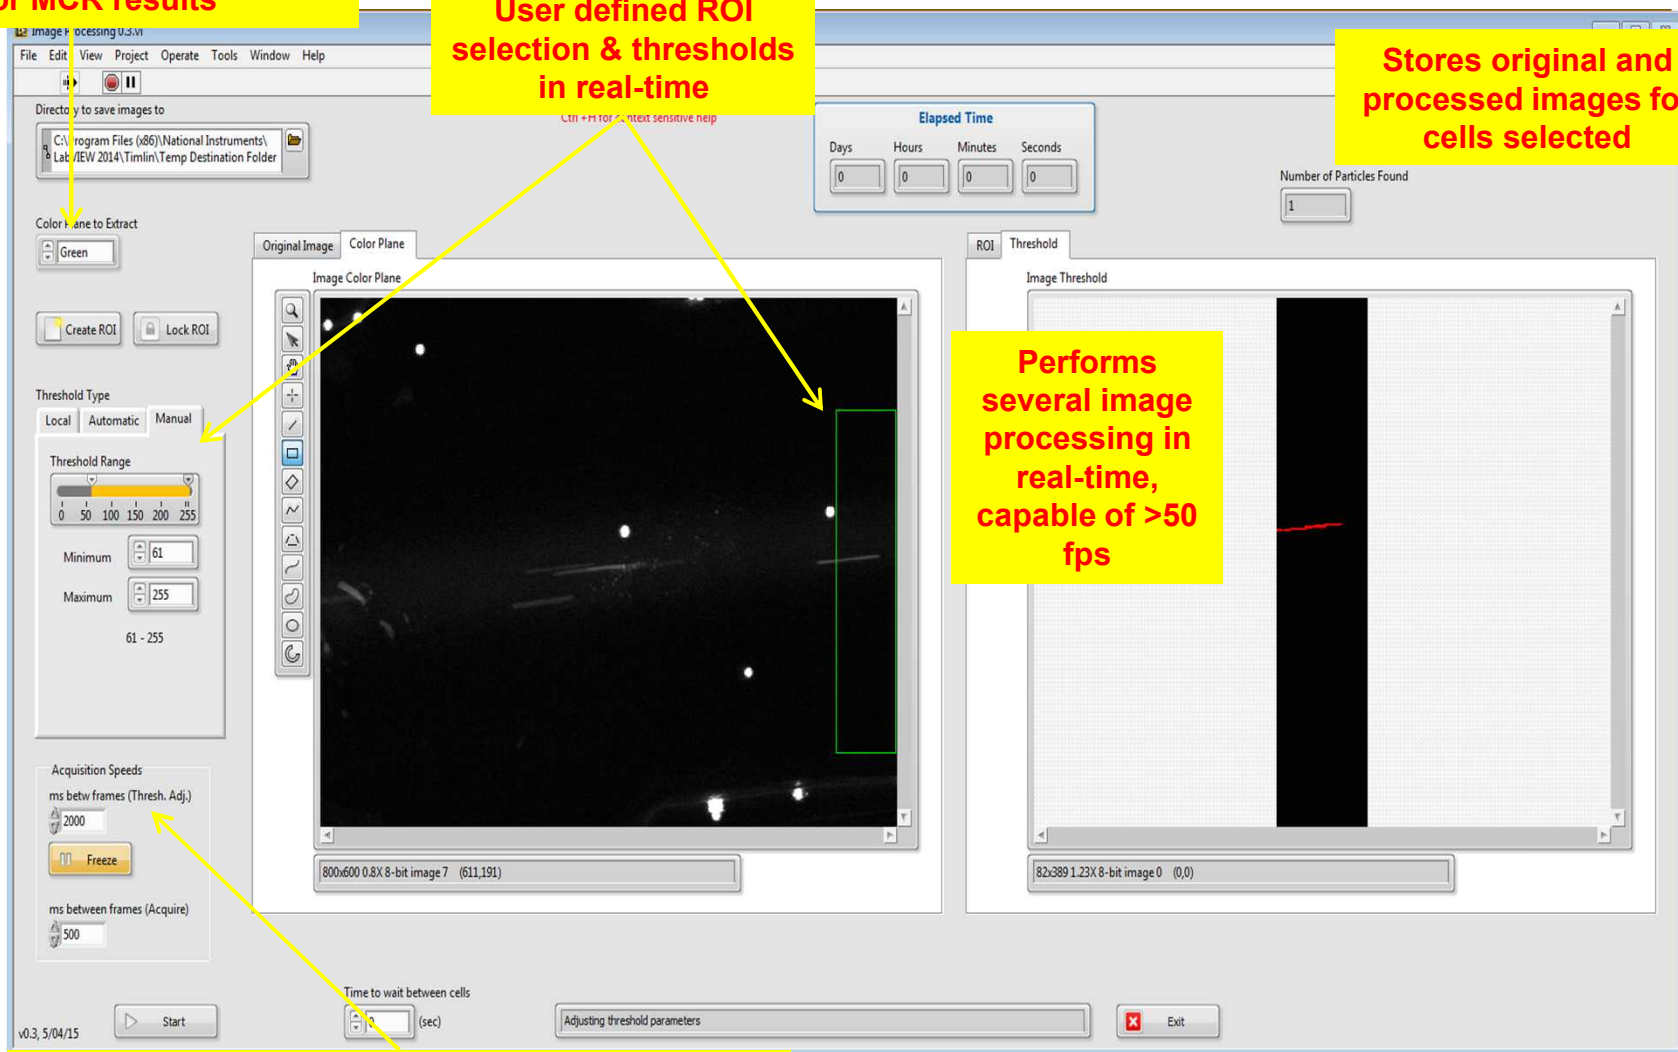 or MCR results
User defined ROI
selection & thresholds
in real-time
Stores original and
processed images fo
cells selected
Image Processing 0.3.vi
File Edit View Project Operate Tools Window Help
Directory to save images to
C:\Program Files (x86)\National Instruments\
LabVIEW 2014\Timlin\Temp Destination Folder
Ctrl + H for context sensitive help
Elapsed Time
Days Hours Minutes Seconds
0 0 0 0
Number of Particles Found
1
Color Plane to Extract
Green
Original Image Color Plane
Image Color Plane
ROI Threshold
Image Threshold
Create ROI Lock ROI
Performs
several image
processing in
real-time,
capable of >50
fps
Threshold Type
Local Automatic Manual
Threshold Range
0 50 100 150 200 255
Minimum 61
Maximum 255
61 - 255
Acquisition Speeds
ms betw frames (Thresh. Adj.)
2000
Freeze
ms between frames (Acquire)
500
800x600 0.8X 8-bit image 7 (611,191)
82x389 1.23X 8-bit image 0 (0,0)
Time to wait between cells
0 (sec)
Adjusting threshold parameters
Exit
Start
v0.3, 5/04/15